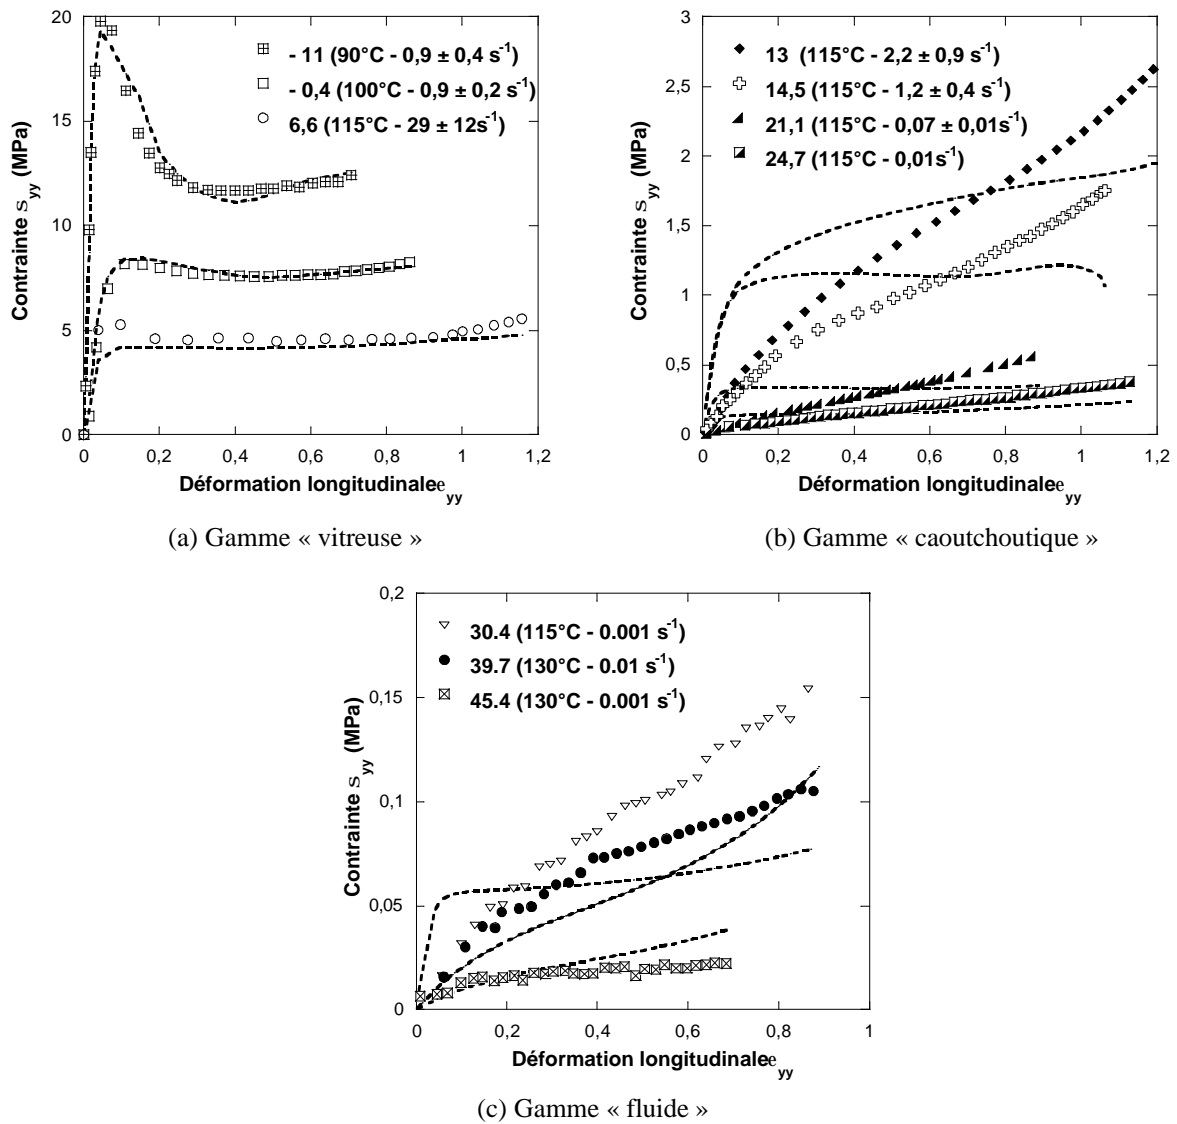 20
15
10
5
0
Contrainte s_yy (MPa)
- 11 (90°C - 0,9 ± 0,4 s^-1)
- 0,4 (100°C - 0,9 ± 0,2 s^-1)
6,6 (115°C - 29 ± 12s^-1)
0 0,2 0,4 0,6 0,8 1 1,2
Déformation longitudinale e_yy
(a) Gamme « vitreuse »
3
2,5
2
1,5
1
0,5
0
Contrainte s_yy (MPa)
13 (115°C - 2,2 ± 0,9 s^-1)
14,5 (115°C - 1,2 ± 0,4 s^-1)
21,1 (115°C - 0,07 ± 0,01s^-1)
24,7 (115°C - 0,01s^-1)
0 0,2 0,4 0,6 0,8 1 1,2
Déformation longitudinale e_yy
(b) Gamme « caoutchoutique »
0,2
0,15
0,1
0,05
0
Contrainte s_yy (MPa)
30.4 (115°C - 0.001 s^-1)
39.7 (130°C - 0.01 s^-1)
45.4 (130°C - 0.001 s^-1)
0 0,2 0,4 0,6 0,8 1
Déformation longitudinale e_yy
(c) Gamme « fluide »